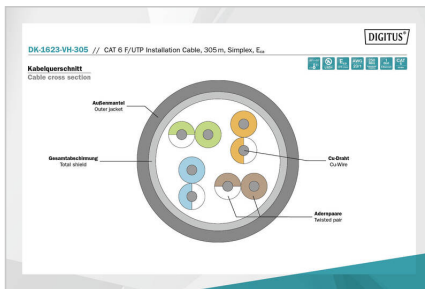 DIGITUS®
DK-1623-VH-305 // CAT 6 F/UTP Installation Cable, 305 m, Simplex, Eca
Kabelquerschnitt
Cable cross section
Außenmantel
Outer jacket
Gesamtabschirmung
Total shield
Cu-Draht
Cu-Wire
Adernpaare
Twisted pair